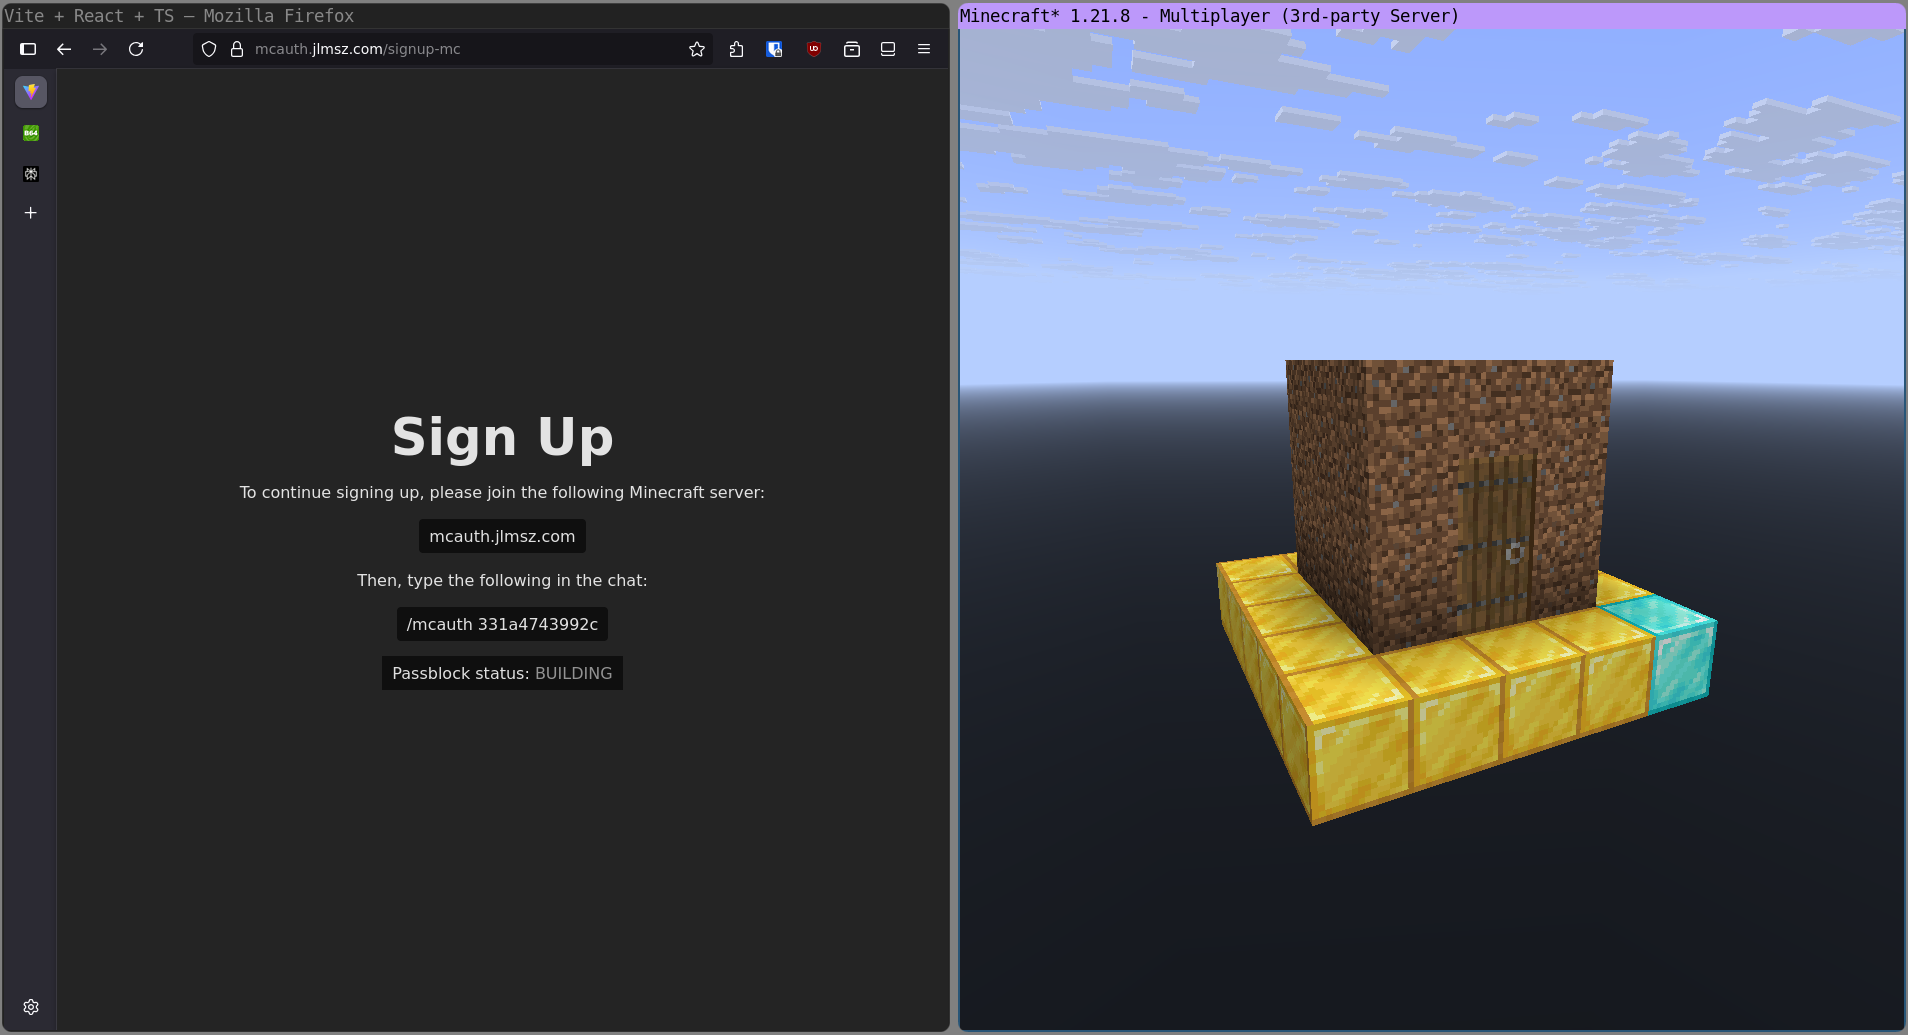 Vite + React + TS — Mozilla Firefox
mcauth.jlmsz.com/signup-mc
B64
Sign Up
To continue signing up, please join the following Minecraft server:
mcauth.jlmsz.com
Then, type the following in the chat:
/mcauth 331a4743992c
Passblock status: BUILDING
Minecraft* 1.21.8 - Multiplayer (3rd-party Server)